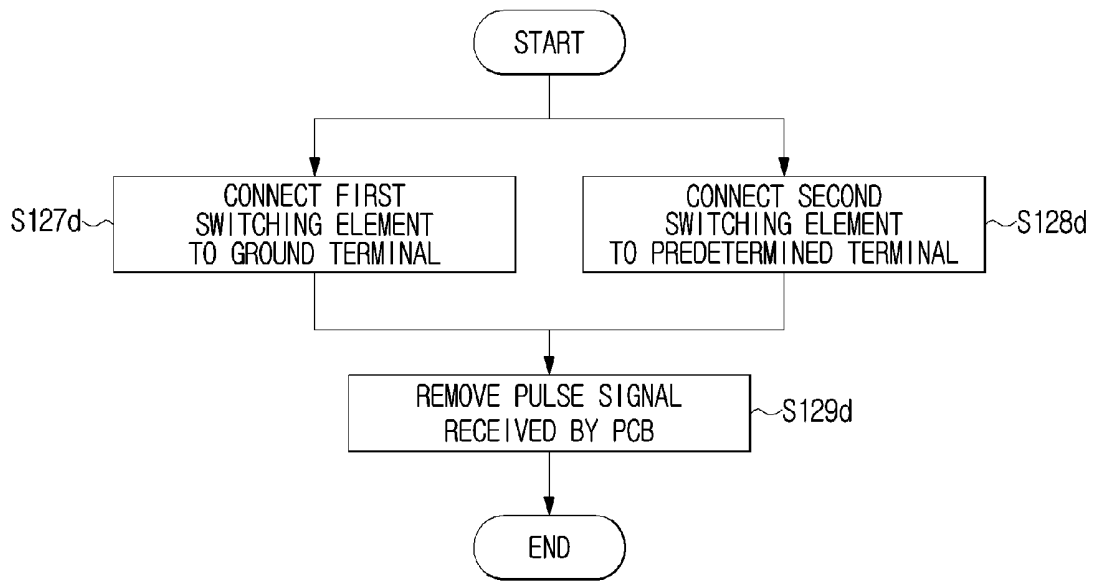 START
S127d
CONNECT FIRST
SWITCHING ELEMENT
TO GROUND TERMINAL
CONNECT SECOND
SWITCHING ELEMENT
TO PREDETERMINED TERMINAL
S128d
REMOVE PULSE SIGNAL
RECEIVED BY PCB
S129d
END